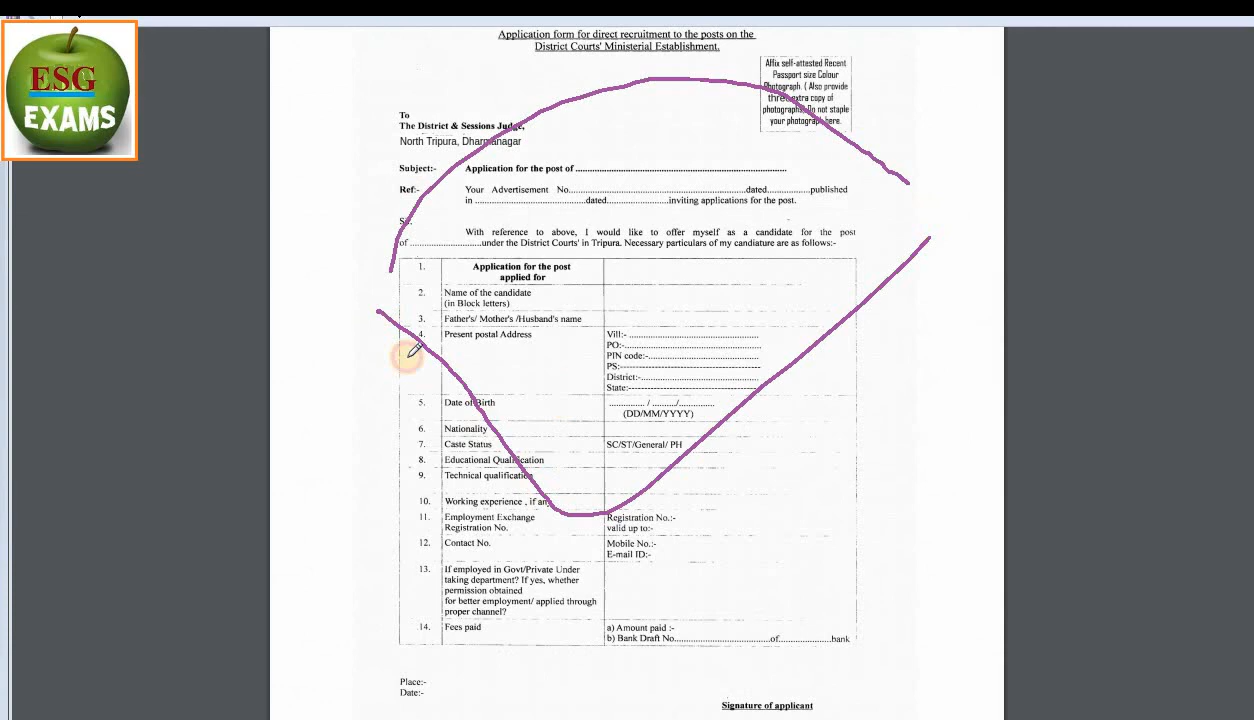 ESG
EXAMS
Application form for direct recruitment to the posts on the
District Courts' Ministerial Establishment.
Affix self-attested Recent
Passport size Colour
Photograph. ( Also provide
three extra copy of
photographs. Do not staple
your photograph here.
To
The District & Sessions Judge,
North Tripura, Dharmanagar
Subject:- Application for the post of ..............................................................................
Ref:- Your Advertisement No..................................................................dated................published
in .........................................dated.......................inviting applications for the post.
Sir,
With reference to above, I would like to offer myself as a candidate for the post
of ...........................under the District Courts' in Tripura. Necessary particulars of my candiature are as follows:-
1. Application for the post
applied for
2. Name of the candidate
(in Block letters)
3. Father's/ Mother's /Husband's name
4. Present postal Address Vill:- ................................................
PO:-..................................................
PIN code:-.........................................
PS:--------------------------------------------
District:-...........................................
State:-----------------------------------------
5. Date of Birth ............. / ........./.............
(DD/MM/YYYY)
6. Nationality
7. Caste Status SC/ST/General/ PH
8. Educational Qualification
9. Technical qualification
10. Working experience , if any
11. Employment Exchange Registration No.:-
Registration No. valid up to:-
12. Contact No. Mobile No.:-
E-mail ID:-
13. If employed in Govt/Private Under
taking department? If yes, whether
permission obtained
for better employment/ applied through
proper channel?
14. Fees paid a) Amount paid :-
b) Bank Draft No....................................of....................bank
Place:-
Date:-
Signature of applicant